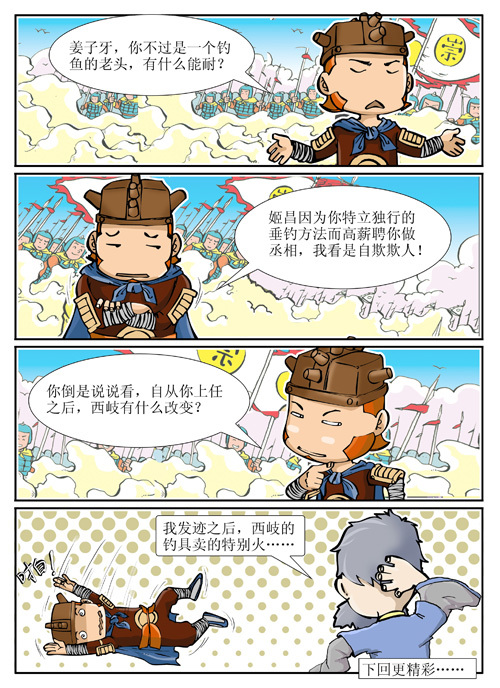 姜子牙，你不过是一个钓
鱼的老头，有什么能耐？
崇
姬昌因为你特立独行的
垂钓方法而高薪聘你做
丞相，我看是自欺欺人！
你倒是说说看，自从你上任
之后，西岐有什么改变？
崇
我发迹之后，西岐的
钓具卖的特别火……
下回更精彩……